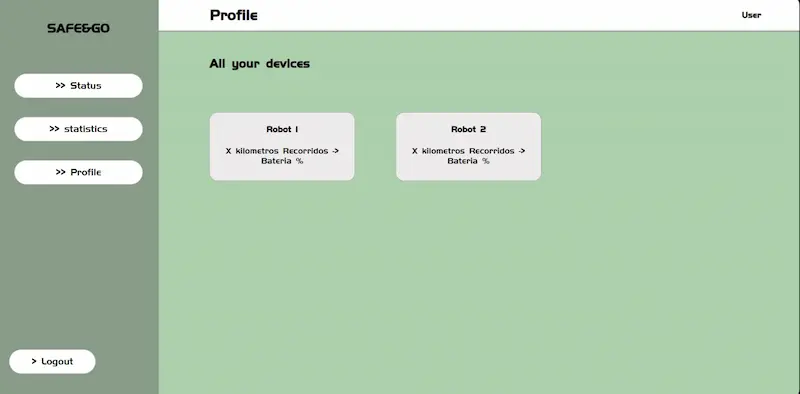 SAFE&GO
>> Status
>> statistics
>> Profile
> Logout
Profile
User
All your devices
Robot 1
X kilometros Recorridos ->
Bateria %
Robot 2
X kilometros Recorridos ->
Bateria %